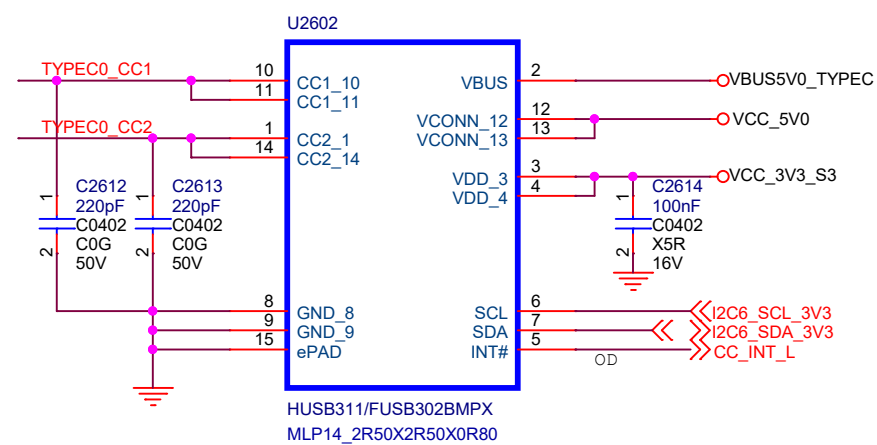 U2602
TYPEC0_CC1
10
CC1_10
11
CC1_11
TYPEC0_CC2
1
CC2_1
14
CC2_14
2
VBUS
VBUS5V0_TYPEC
12
VCONN_12
VCC_5V0
13
VCONN_13
3
VDD_3
VCC_3V3_S3
4
VDD_4
1
C2612
220pF
C0402
C0G
50V
2
1
C2613
220pF
C0402
C0G
50V
2
1
C2614
100nF
C0402
X5R
16V
2
8
GND_8
9
GND_9
15
ePAD
6
SCL
I2C6_SCL_3V3
7
SDA
I2C6_SDA_3V3
5
INT#
OD
CC_INT_L
HUSB311/FUSB302BMPX
MLP14_2R50X2R50X0R80